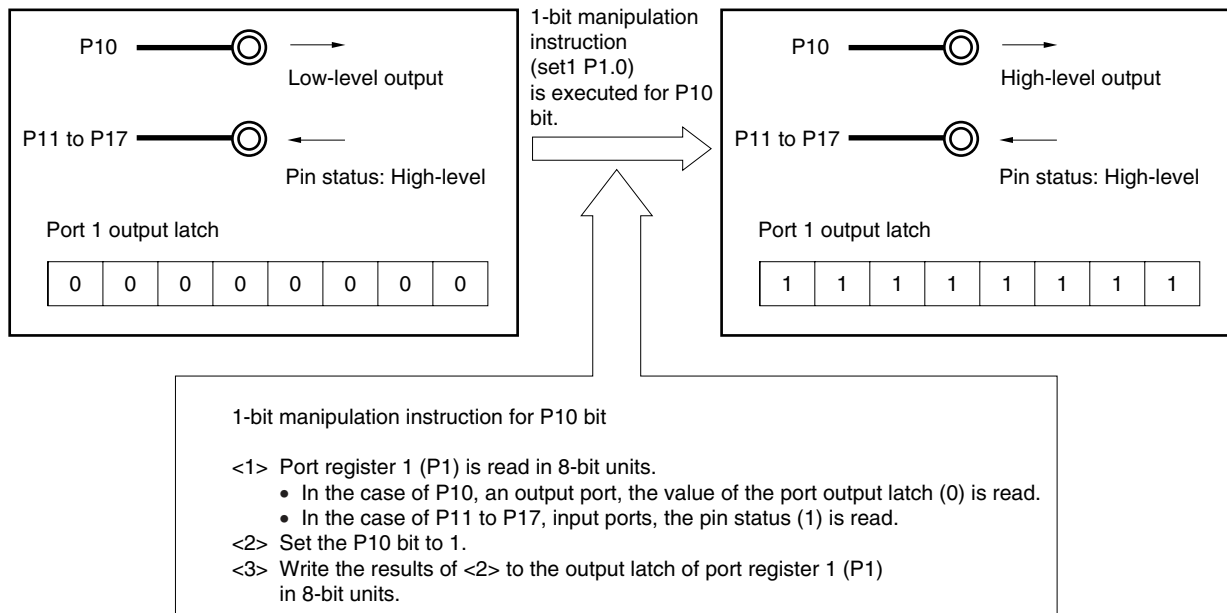 P10
Low-level output
P11 to P17
Pin status: High-level
Port 1 output latch
0 0 0 0 0 0 0 0
1-bit manipulation
instruction
(set1 P1.0)
is executed for P10
bit.
P10
High-level output
P11 to P17
Pin status: High-level
Port 1 output latch
1 1 1 1 1 1 1 1
1-bit manipulation instruction for P10 bit
<1> Port register 1 (P1) is read in 8-bit units.
• In the case of P10, an output port, the value of the port output latch (0) is read.
• In the case of P11 to P17, input ports, the pin status (1) is read.
<2> Set the P10 bit to 1.
<3> Write the results of <2> to the output latch of port register 1 (P1)
in 8-bit units.